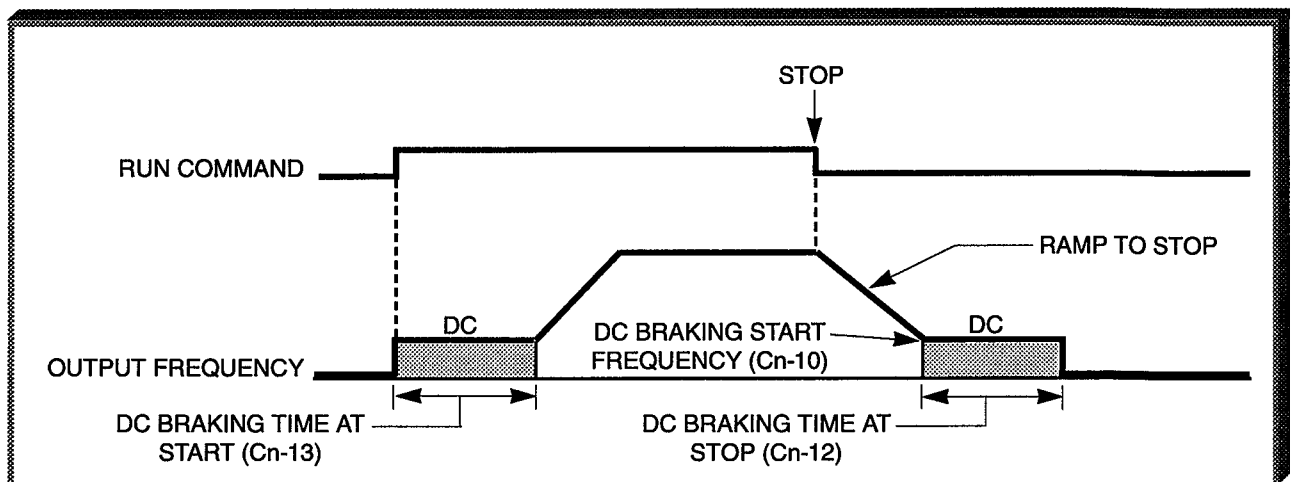 STOP
RUN COMMAND
RAMP TO STOP
DC
DC BRAKING START
FREQUENCY (Cn-10)
DC
OUTPUT FREQUENCY
DC BRAKING TIME AT
START (Cn-13)
DC BRAKING TIME AT
STOP (Cn-12)